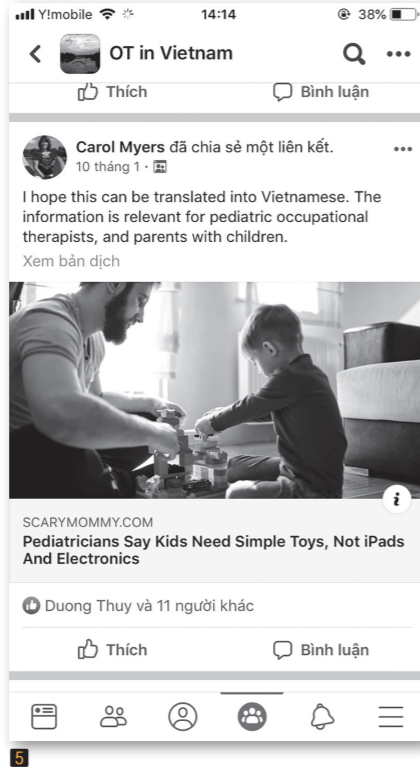 Y!mobile 14:14 38%
OT in Vietnam
Thích Bình luận
Carol Myers đã chia sẻ một liên kết.
10 tháng 1 ·
I hope this can be translated into Vietnamese. The
information is relevant for pediatric occupational
therapists, and parents with children.
Xem bản dịch
i
SCARYMOMMY.COM
Pediatricians Say Kids Need Simple Toys, Not iPads
And Electronics
Duong Thuy và 11 người khác
Thích Bình luận
5